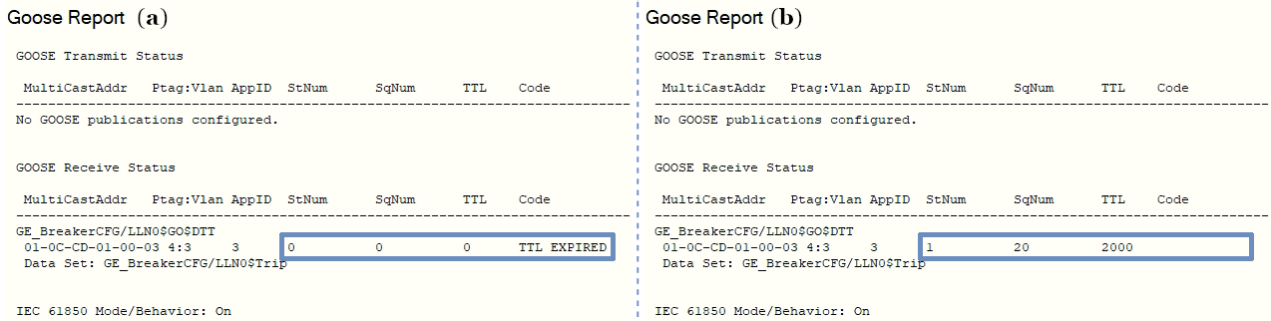 Goose Report (a)
GOOSE Transmit Status
MultiCastAddr Ptag:Vlan AppID StNum SqNum TTL Code
No GOOSE publications configured.
GOOSE Receive Status
MultiCastAddr Ptag:Vlan AppID StNum SqNum TTL Code
GE_BreakerCFG/LLN0$GO$DTT
01-0C-CD-01-00-03 4:3 3 0 0 0 TTL EXPIRED
Data Set: GE_BreakerCFG/LLN0$Trip
IEC 61850 Mode/Behavior: On
Goose Report (b)
GOOSE Transmit Status
MultiCastAddr Ptag:Vlan AppID StNum SqNum TTL Code
No GOOSE publications configured.
GOOSE Receive Status
MultiCastAddr Ptag:Vlan AppID StNum SqNum TTL Code
GE_BreakerCFG/LLN0$GO$DTT
01-0C-CD-01-00-03 4:3 3 1 20 2000
Data Set: GE_BreakerCFG/LLN0$Trip
IEC 61850 Mode/Behavior: On